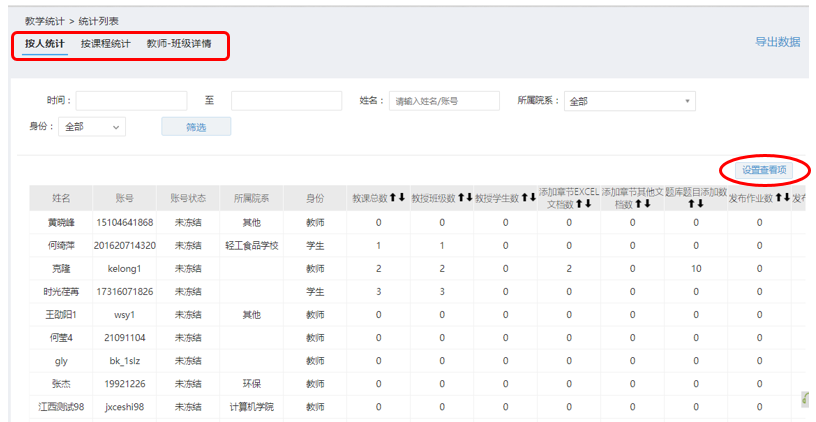 教学统计 > 统计列表
按人统计 按课程统计 教师-班级详情 导出数据
时间： 至 姓名： 请输入姓名/账号 所属院系： 全部
身份： 全部 筛选
设置查看项
姓名 账号 账号状态 所属院系 身份 教课总数 教授班级数 教授学生数 添加章节EXCEL文档数 添加章节其他文档数 题库题目添加数 发布作业数 发布
黄晓峰 15104641868 未冻结 其他 教师 0 0 0 0 0 0 0
何绮萍 201620714320 未冻结 轻工食品学校 学生 1 1 0 0 0 0 0
克隆 kelong1 未冻结 教师 2 2 0 2 0 10 0
时光荏苒 17316071826 未冻结 学生 3 3 0 0 0 0 0
王劭阳1 wsy1 未冻结 其他 教师 0 0 0 0 0 0 0
何莹4 21091104 未冻结 教师 0 0 0 0 0 0 0
gly bk_1slz 未冻结 教师 0 0 0 0 0 0 0
张杰 19921226 未冻结 环保 教师 0 0 0 0 0 0 0
江西测试98 jxceshi98 未冻结 计算机学院 教师 0 0 0 0 0 0 0